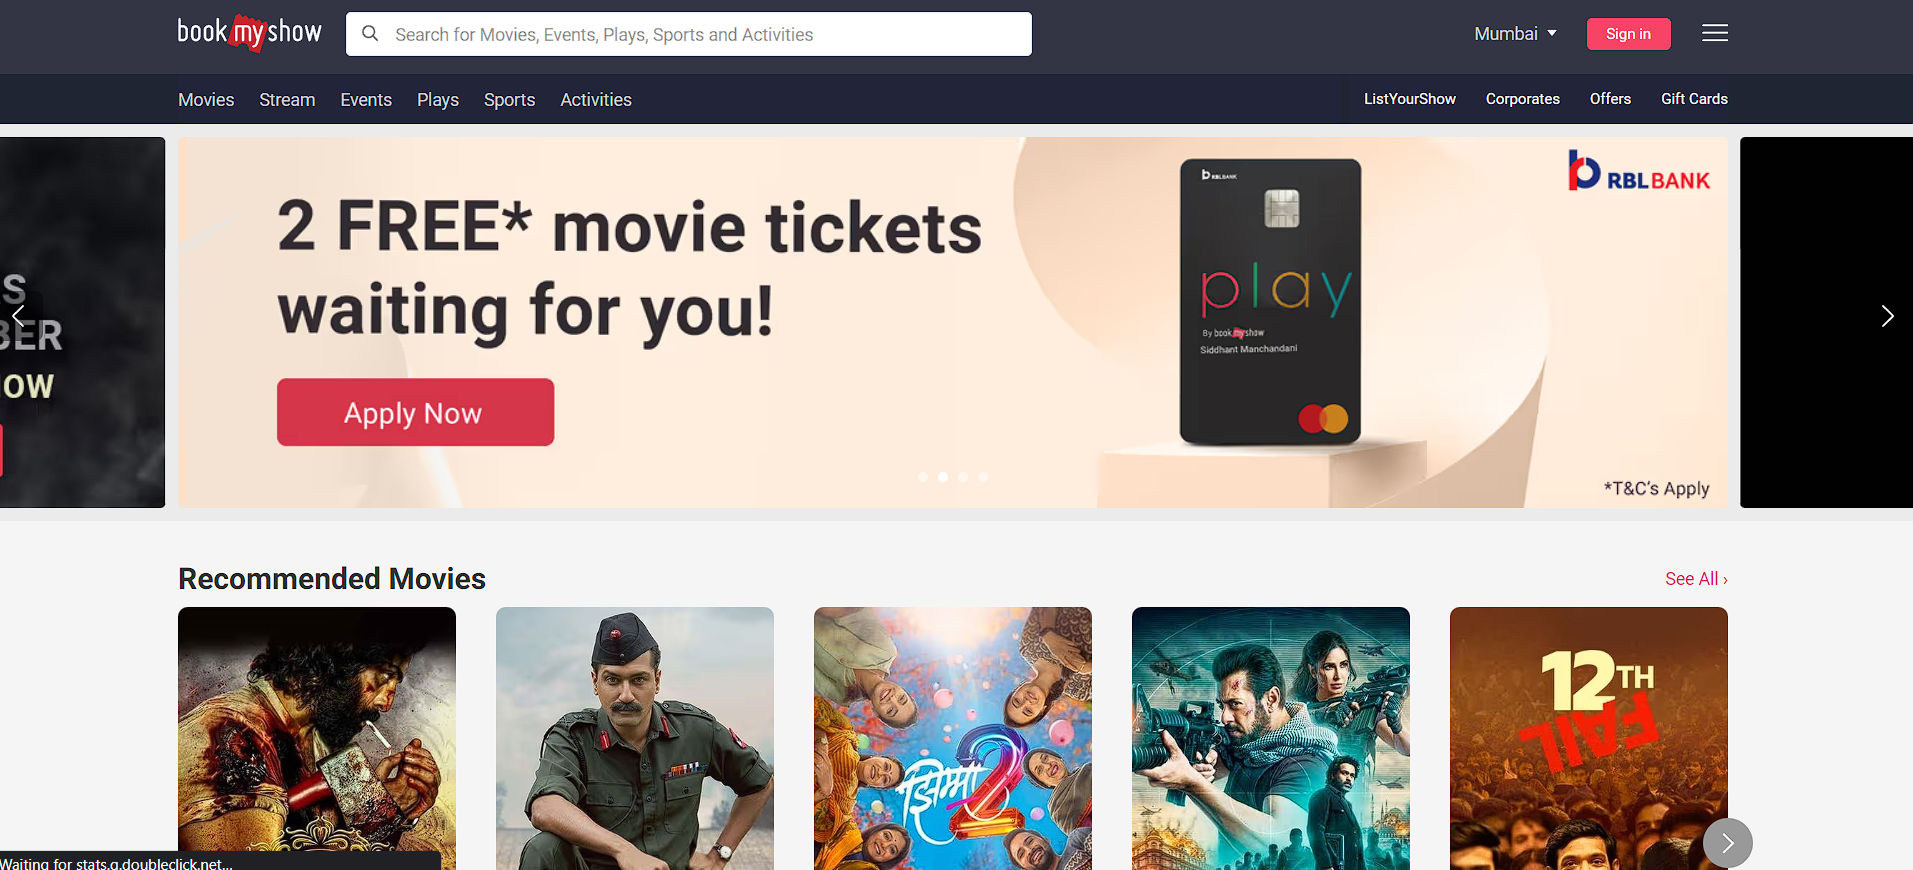 book my show
Search for Movies, Events, Plays, Sports and Activities
Mumbai
Sign in
Movies
Stream
Events
Plays
Sports
Activities
ListYourShow
Corporates
Offers
Gift Cards
S
BER
OW
2 FREE* movie tickets
waiting for you!
Apply Now
RBL BANK
play
By book my show
Siddhant Manchandani
RBLBANK
*T&C's Apply
Recommended Movies
See All ›
झिम्मा 2
12TH
FAIL
Waiting for stats.g.doubleclick.net...